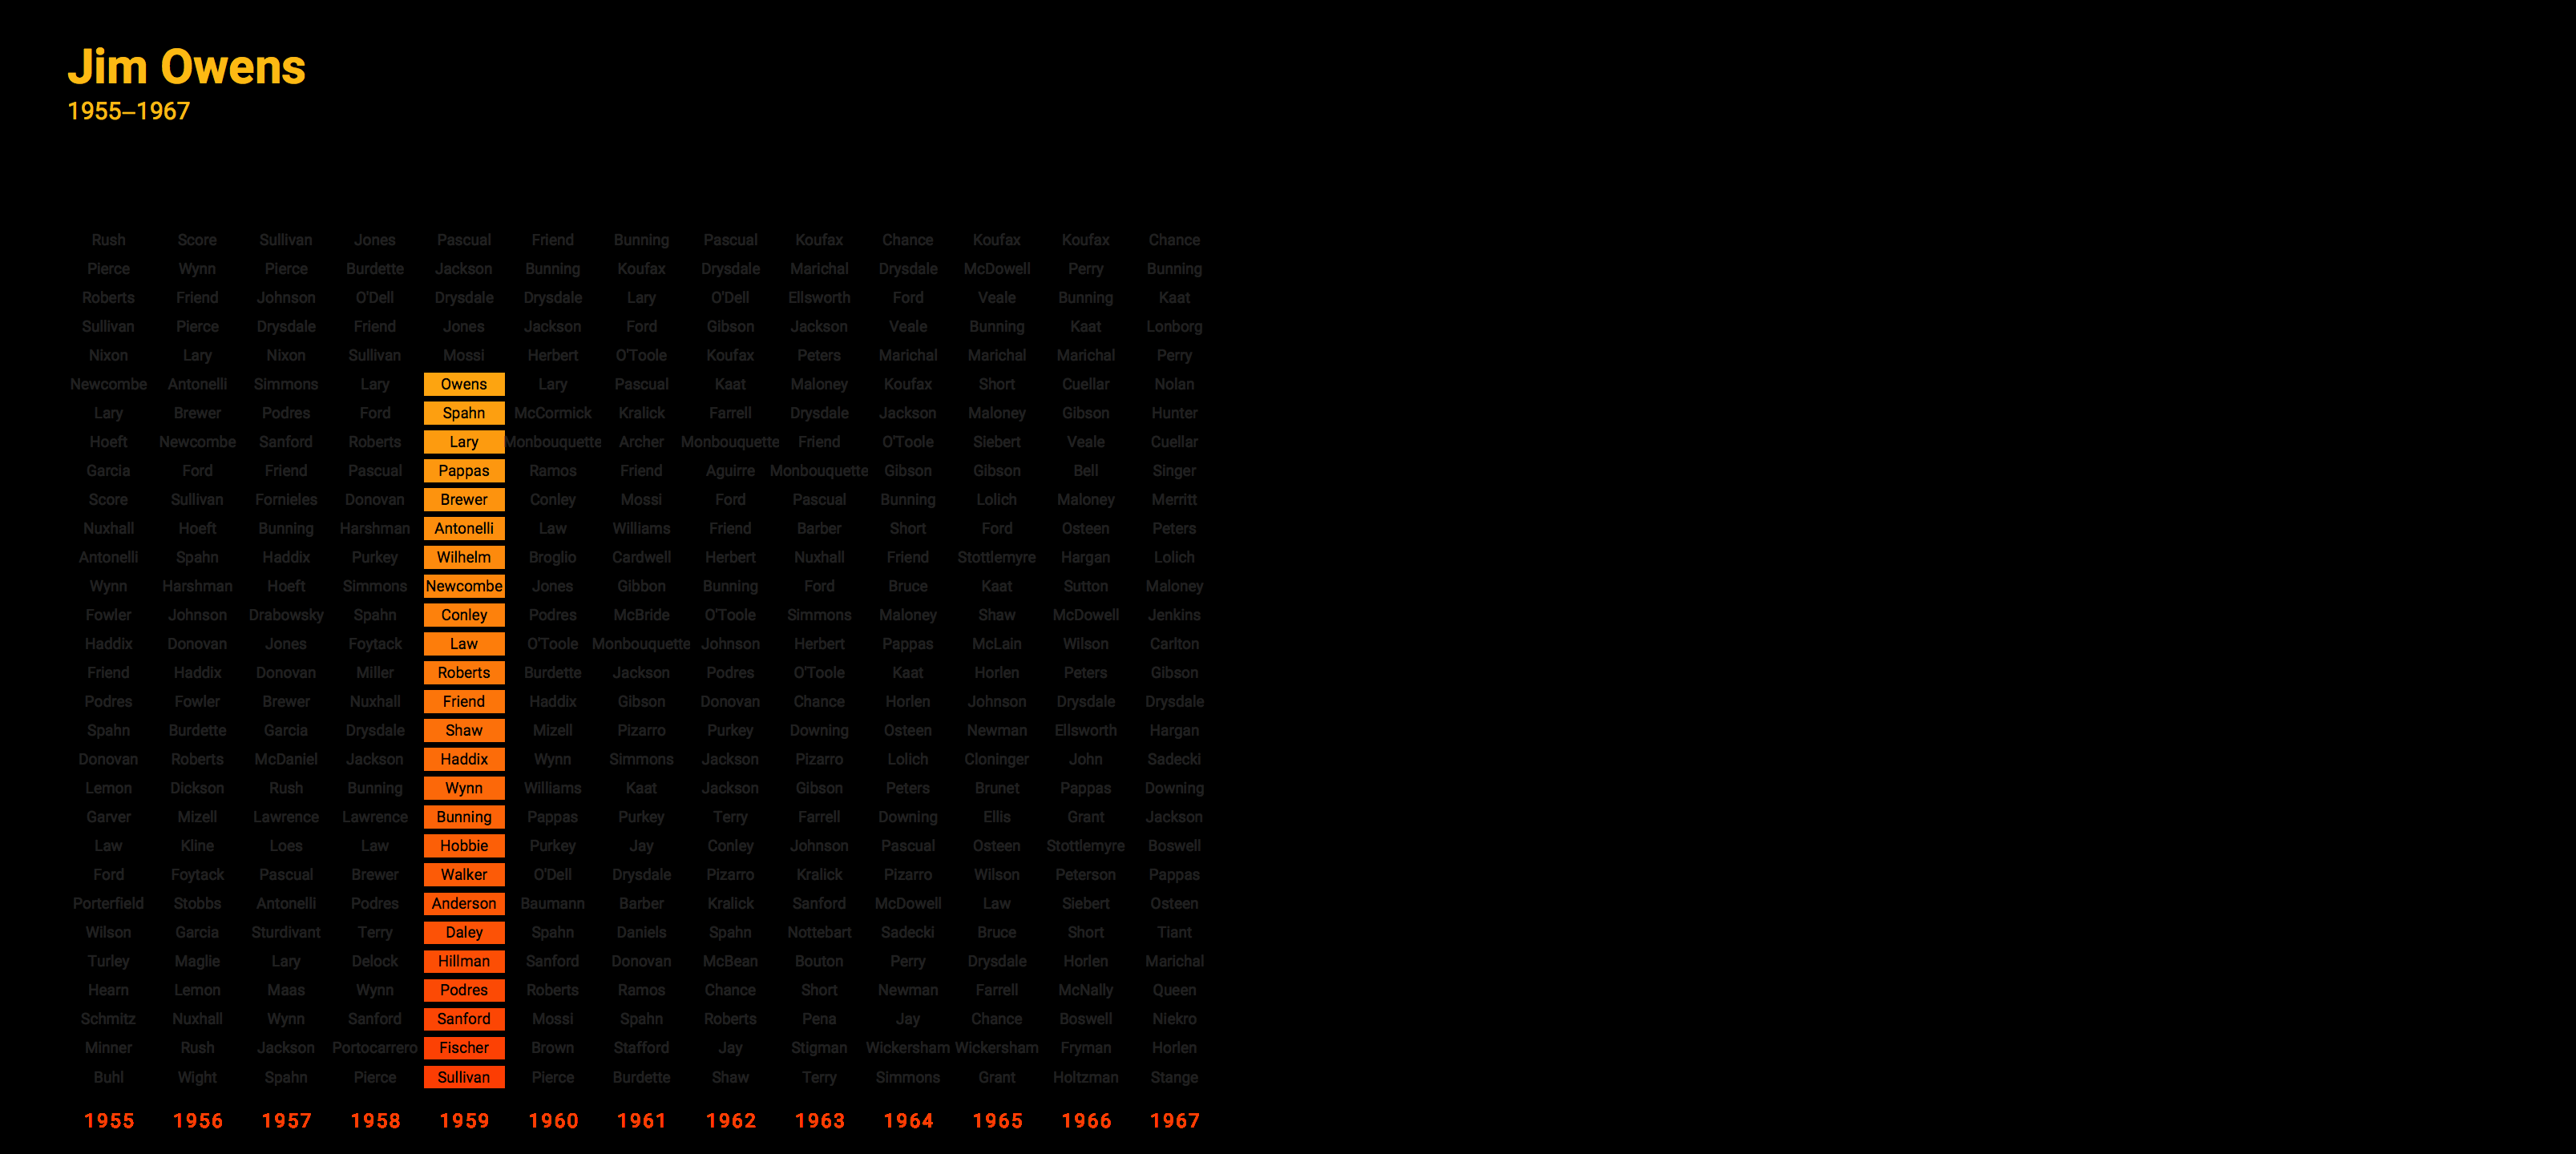 Jim Owens
1955–1967
Rush Score Sullivan Jones Pascual Friend Bunning Pascual Koufax Chance Koufax Koufax Chance
Pierce Wynn Pierce Burdette Jackson Bunning Koufax Drysdale Marichal Drysdale McDowell Perry Bunning
Roberts Friend Johnson O'Dell Drysdale Drysdale Lary O'Dell Ellsworth Ford Veale Bunning Kaat
Sullivan Pierce Drysdale Friend Jones Jackson Ford Gibson Jackson Veale Bunning Kaat Lonborg
Nixon Lary Nixon Sullivan Mossi Herbert O'Toole Koufax Peters Marichal Marichal Marichal Perry
Newcombe Antonelli Simmons Lary Owens Lary Pascual Kaat Maloney Koufax Short Cuellar Nolan
Lary Brewer Podres Ford Spahn McCormick Kralick Farrell Drysdale Jackson Maloney Gibson Hunter
Hoeft Newcombe Sanford Roberts Lary Monbouquette Archer Monbouquette Friend O'Toole Siebert Veale Cuellar
Garcia Ford Friend Pascual Pappas Ramos Friend Aguirre Monbouquette Gibson Gibson Bell Singer
Score Sullivan Fornieles Donovan Brewer Conley Mossi Ford Pascual Bunning Lolich Maloney Merritt
Nuxhall Hoeft Bunning Harshman Antonelli Law Williams Friend Barber Short Ford Osteen Peters
Antonelli Spahn Haddix Purkey Wilhelm Broglio Cardwell Herbert Nuxhall Friend Stottlemyre Hargan Lolich
Wynn Harshman Hoeft Simmons Newcombe Jones Gibbon Bunning Ford Bruce Kaat Sutton Maloney
Fowler Johnson Drabowsky Spahn Conley Podres McBride O'Toole Simmons Maloney Shaw McDowell Jenkins
Haddix Donovan Jones Foytack Law O'Toole Monbouquette Johnson Herbert Pappas McLain Wilson Carlton
Friend Haddix Donovan Miller Roberts Burdette Jackson Podres O'Toole Kaat Horlen Peters Gibson
Podres Fowler Brewer Nuxhall Friend Haddix Gibson Donovan Chance Horlen Johnson Drysdale Drysdale
Spahn Burdette Garcia Drysdale Shaw Mizell Pizarro Purkey Downing Osteen Newman Ellsworth Hargan
Donovan Roberts McDaniel Jackson Haddix Wynn Simmons Jackson Pizarro Lolich Cloninger John Sadecki
Lemon Dickson Rush Bunning Wynn Williams Kaat Jackson Gibson Peters Brunet Pappas Downing
Garver Mizell Lawrence Lawrence Bunning Pappas Purkey Terry Farrell Downing Ellis Grant Jackson
Law Kline Loes Law Hobbie Purkey Jay Conley Johnson Pascual Osteen Stottlemyre Boswell
Ford Foytack Pascual Brewer Walker O'Dell Drysdale Pizarro Kralick Pizarro Wilson Peterson Pappas
Porterfield Stobbs Antonelli Podres Anderson Baumann Barber Kralick Sanford McDowell Law Siebert Osteen
Wilson Garcia Sturdivant Terry Daley Spahn Daniels Spahn Nottebart Sadecki Bruce Short Tiant
Turley Maglie Lary Delock Hillman Sanford Donovan McBean Bouton Perry Drysdale Horlen Marichal
Hearn Lemon Maas Wynn Podres Roberts Ramos Chance Short Newman Farrell McNally Queen
Schmitz Nuxhall Wynn Sanford Sanford Mossi Spahn Roberts Pena Jay Chance Boswell Niekro
Minner Rush Jackson Portocarrero Fischer Brown Stafford Jay Stigman Wickersham Wickersham Fryman Horlen
Buhl Wight Spahn Pierce Sullivan Pierce Burdette Shaw Terry Simmons Grant Holtzman Stange
1955 1956 1957 1958 1959 1960 1961 1962 1963 1964 1965 1966 1967